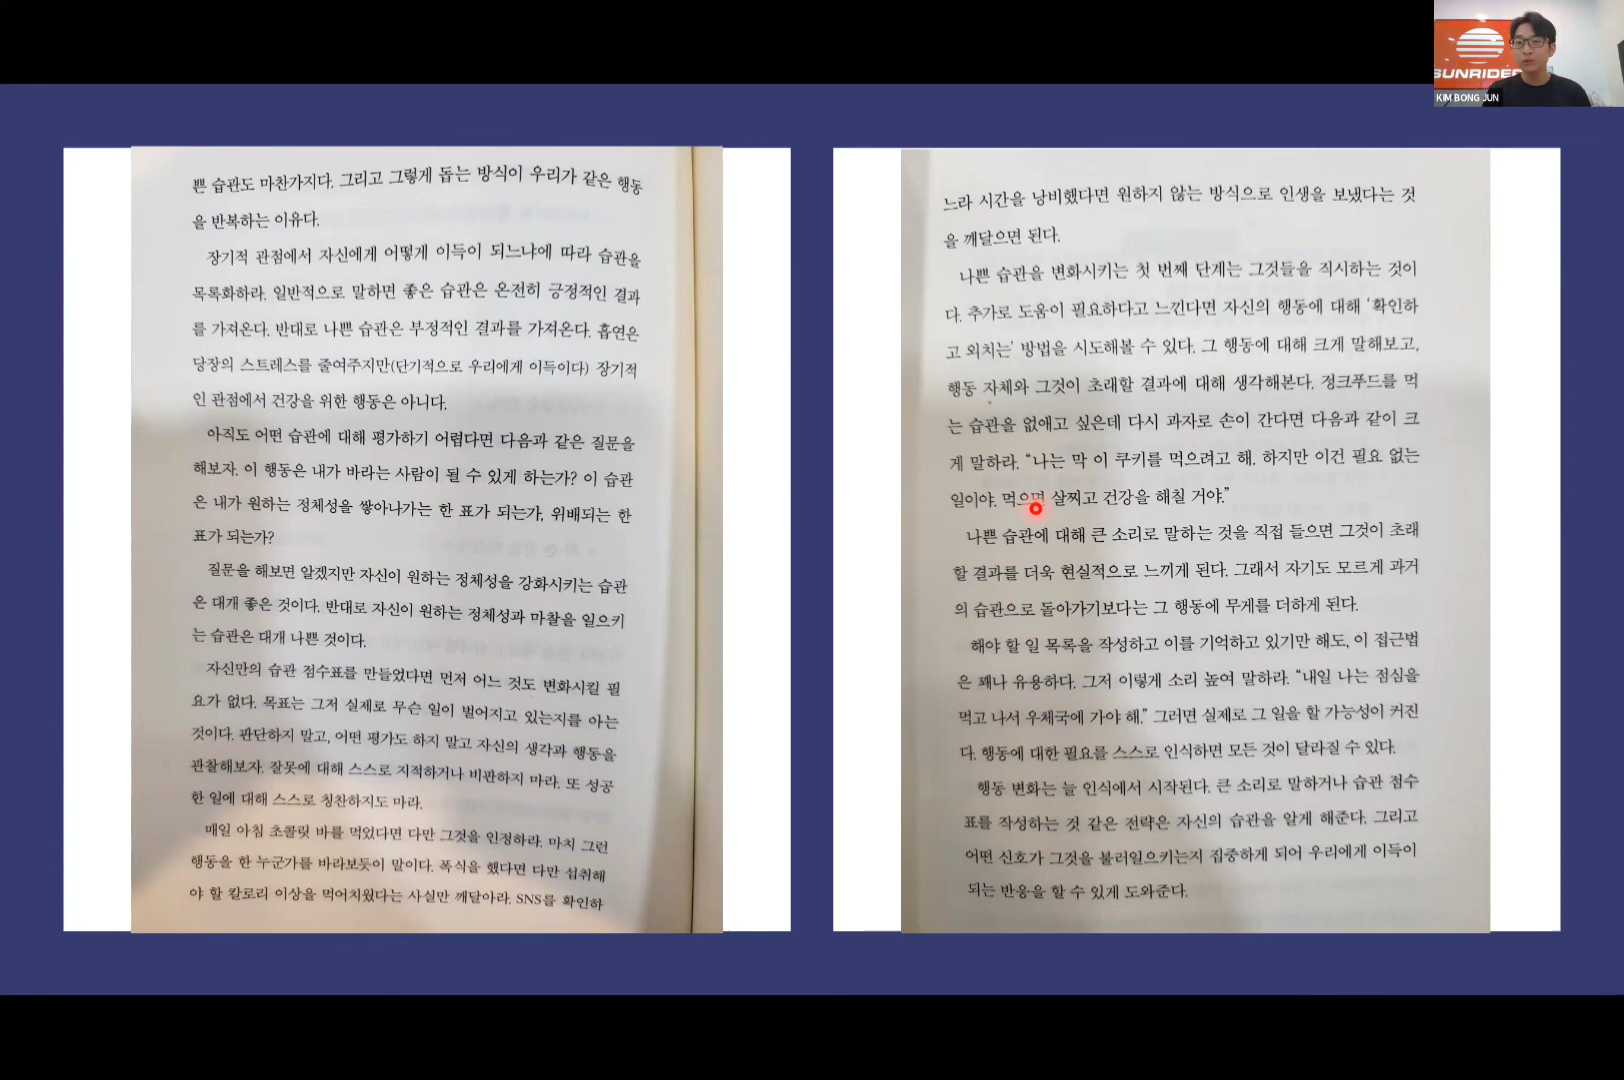 SUNRIDER
KIM BONG JUN
쁜 습관도 마찬가지다. 그리고 그렇게 돕는 방식이 우리가 같은 행동
을 반복하는 이유다.
장기적 관점에서 자신에게 어떻게 이득이 되느냐에 따라 습관을
목록화하라. 일반적으로 말하면 좋은 습관은 온전히 긍정적인 결과
를 가져온다. 반대로 나쁜 습관은 부정적인 결과를 가져온다. 흡연은
당장의 스트레스를 줄여주지만(단기적으로 우리에게 이득이다) 장기적
인 관점에서 건강을 위한 행동은 아니다.
아직도 어떤 습관에 대해 평가하기 어렵다면 다음과 같은 질문을
해보자. 이 행동은 내가 바라는 사람이 될 수 있게 하는가? 이 습관
은 내가 원하는 정체성을 쌓아나가는 한 표가 되는가, 위배되는 한
표가 되는가?
질문을 해보면 알겠지만 자신이 원하는 정체성을 강화시키는 습관
은 대개 좋은 것이다. 반대로 자신이 원하는 정체성과 마찰을 일으키
는 습관은 대개 나쁜 것이다.
자신만의 습관 점수표를 만들었다면 먼저 어느 것도 변화시킬 필
요가 없다. 목표는 그저 실제로 무슨 일이 벌어지고 있는지를 아는
것이다. 판단하지 말고, 어떤 평가도 하지 말고 자신의 생각과 행동을
관찰해보자. 잘못에 대해 스스로 지적하거나 비판하지 마라. 또 성공
한 일에 대해 스스로 칭찬하지도 마라.
매일 아침 초콜릿 바를 먹었다면 다만 그것을 인정하라. 마치 그런
행동을 한 누군가를 바라보듯이 말이다. 폭식을 했다면 다만 섭취해
야 할 칼로리 이상을 먹어치웠다는 사실만 깨달아라. SNS를 확인하
느라 시간을 낭비했다면 원하지 않는 방식으로 인생을 보냈다는 것
을 깨달으면 된다.
나쁜 습관을 변화시키는 첫 번째 단계는 그것들을 직시하는 것이
다. 추가로 도움이 필요하다고 느낀다면 자신의 행동에 대해 ‘확인하
고 외치는’ 방법을 시도해볼 수 있다. 그 행동에 대해 크게 말해보고,
행동 자체와 그것이 초래할 결과에 대해 생각해본다. 정크푸드를 먹
는 습관을 없애고 싶은데 다시 과자로 손이 간다면 다음과 같이 크
게 말하라. “나는 막 이 쿠키를 먹으려고 해. 하지만 이건 필요 없는
일이야. 먹으면 살찌고 건강을 해칠 거야.”
나쁜 습관에 대해 큰 소리로 말하는 것을 직접 들으면 그것이 초래
할 결과를 더욱 현실적으로 느끼게 된다. 그래서 자기도 모르게 과거
의 습관으로 돌아가기보다는 그 행동에 무게를 더하게 된다.
해야 할 일 목록을 작성하고 이를 기억하고 있기만 해도, 이 접근법
은 꽤나 유용하다. 그저 이렇게 소리 높여 말하라. “내일 나는 점심을
먹고 나서 우체국에 가야 해.” 그러면 실제로 그 일을 할 가능성이 커진
다. 행동에 대한 필요를 스스로 인식하면 모든 것이 달라질 수 있다.
행동 변화는 늘 인식에서 시작된다. 큰 소리로 말하거나 습관 점수
표를 작성하는 것 같은 전략은 자신의 습관을 알게 해준다. 그리고
어떤 신호가 그것을 불러일으키는지 집중하게 되어 우리에게 이득이
되는 반응을 할 수 있게 도와준다.